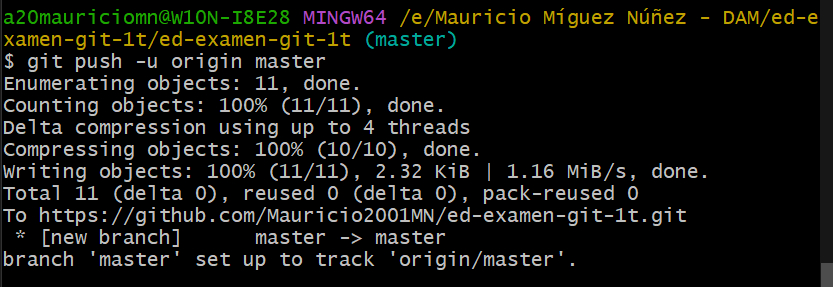 a20mauriciomn@W10N-I8E28 MINGW64 /e/Mauricio Míguez Núñez - DAM/ed-e
xamen-git-1t/ed-examen-git-1t (master)
$ git push -u origin master
Enumerating objects: 11, done.
Counting objects: 100% (11/11), done.
Delta compression using up to 4 threads
Compressing objects: 100% (10/10), done.
Writing objects: 100% (11/11), 2.32 KiB | 1.16 MiB/s, done.
Total 11 (delta 0), reused 0 (delta 0), pack-reused 0
To https://github.com/Mauricio2001MN/ed-examen-git-1t.git
 * [new branch]      master -> master
branch 'master' set up to track 'origin/master'.